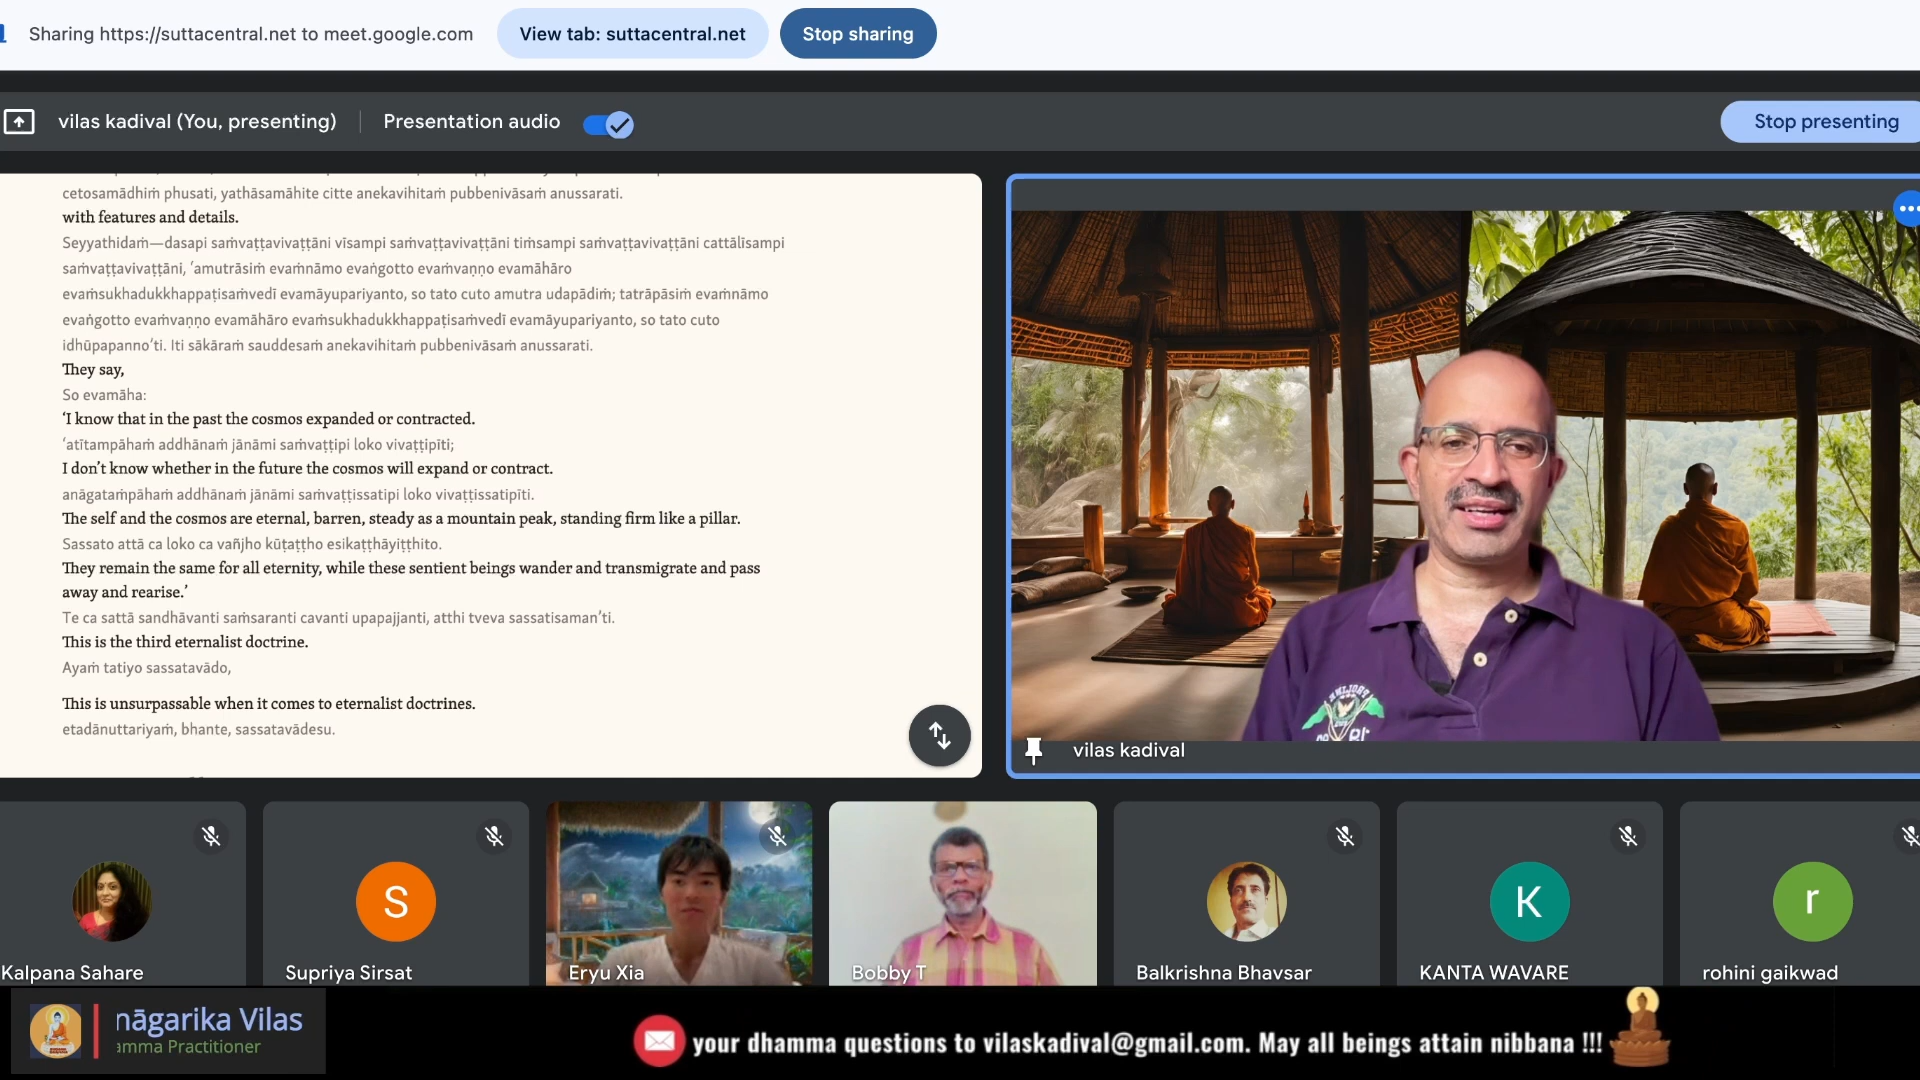 Sharing https://suttacentral.net to meet.google.com
View tab: suttacentral.net
Stop sharing
vilas kadival (You, presenting)
Presentation audio
Stop presenting
cetosamādhiṁ phusati, yathāsamāhite citte anekavihitaṁ pubbenivāsaṁ anussarati.
with features and details.
Seyyathidaṁ—dasapi saṁvaṭṭavivaṭṭāni vīsampi saṁvaṭṭavivaṭṭāni tiṁsampi saṁvaṭṭavivaṭṭāni cattālīsampi
saṁvaṭṭavivaṭṭāni, ‘amutrāsiṁ evaṁnāmo evaṅgotto evaṁvaṇṇo evamāhāro
evaṁsukhadukkhappaṭisaṁvedī evamāyupariyanto, so tato cuto amutra udapādiṁ; tatrāpāsiṁ evaṁnāmo
evaṅgotto evaṁvaṇṇo evamāhāro evaṁsukhadukkhappaṭisaṁvedī evamāyupariyanto, so tato cuto
idhūpapanno’ti. Iti sākāraṁ sauddesaṁ anekavihitaṁ pubbenivāsaṁ anussarati.
They say,
So evamāha:
‘I know that in the past the cosmos expanded or contracted.
‘atītampāhaṁ addhānaṁ jānāmi saṁvaṭṭipi loko vivaṭṭipīti;
I don’t know whether in the future the cosmos will expand or contract.
anāgatampāhaṁ addhānaṁ jānāmi saṁvaṭṭissatipi loko vivaṭṭissatipīti.
The self and the cosmos are eternal, barren, steady as a mountain peak, standing firm like a pillar.
Sassato attā ca loko ca vañjho kūṭaṭṭho esikaṭṭhāyiṭṭhito.
They remain the same for all eternity, while these sentient beings wander and transmigrate and pass
away and rearise.’
Te ca sattā sandhāvanti saṁsaranti cavanti upapajjanti, atthi tveva sassatisaman’ti.
This is the third eternalist doctrine.
Ayaṁ tatiyo sassatavādo,
This is unsurpassable when it comes to eternalist doctrines.
etadānuttariyaṁ, bhante, sassatavādesu.
vilas kadival
S
K
r
Kalpana Sahare
Supriya Sirsat
Eryu Xia
Bobby T
Balkrishna Bhavsar
KANTA WAVARE
rohini gaikwad
nāgarika Vilas
amma Practitioner
your dhamma questions to vilaskadival@gmail.com. May all beings attain nibbana !!!